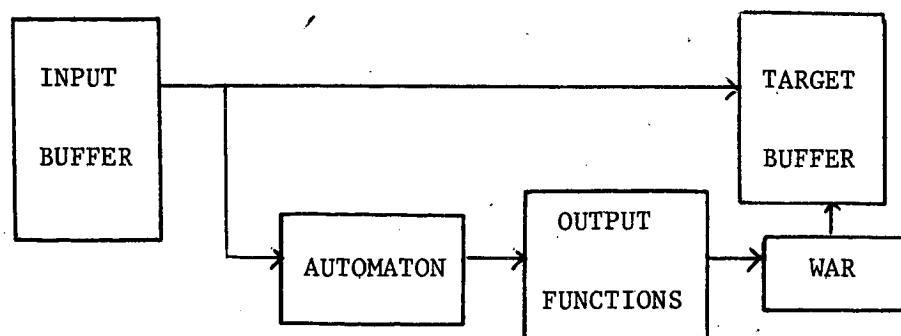 INPUT
BUFFER
TARGET
BUFFER
AUTOMATON
OUTPUT
FUNCTIONS
WAR